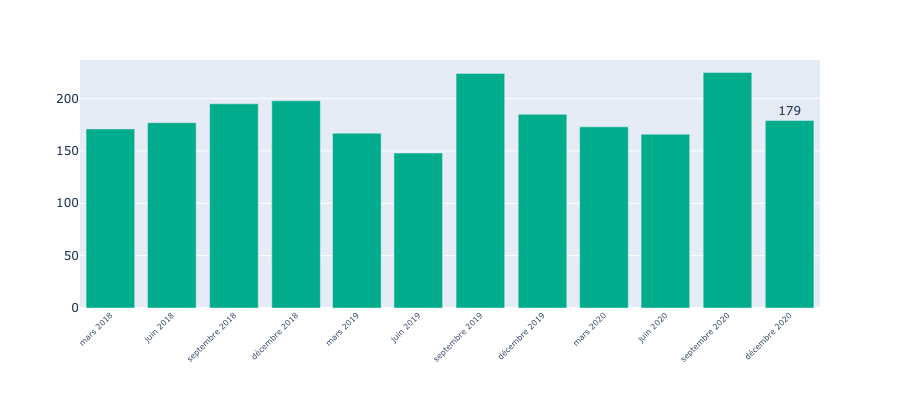 200
150
100
50
0
179
mars 2018
juin 2018
septembre 2018
décembre 2018
mars 2019
juin 2019
septembre 2019
décembre 2019
mars 2020
juin 2020
septembre 2020
décembre 2020